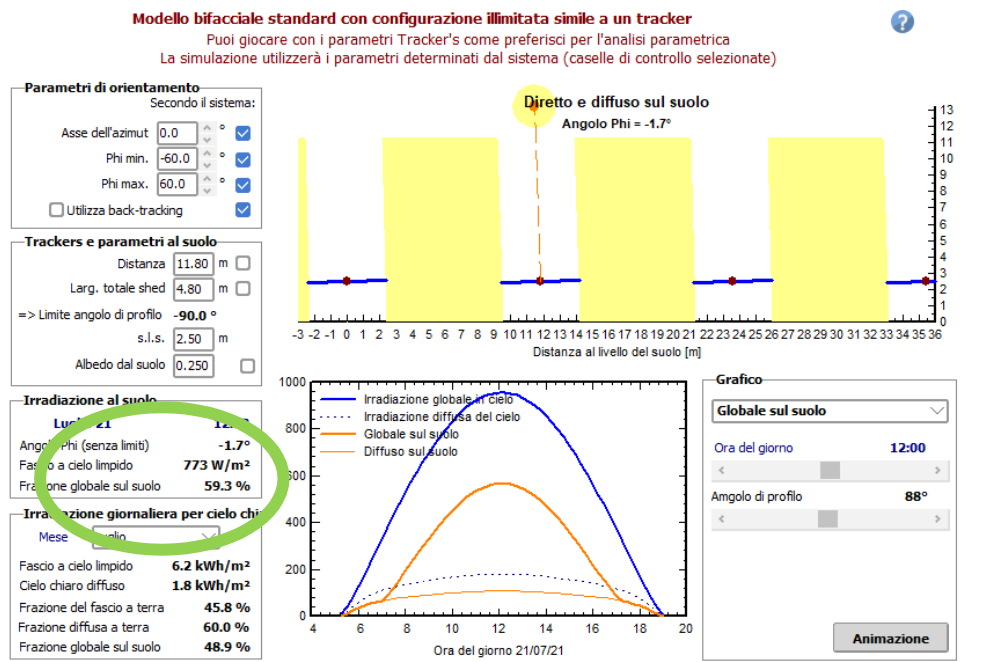 Modello bifacciale standard con configurazione illimitata simile a un tracker
Puoi giocare con i parametri Tracker's come preferisci per l'analisi parametrica
La simulazione utilizzerà i parametri determinati dal sistema (caselle di controllo selezionate)
?
Parametri di orientamento
Secondo il sistema:
Asse dell'azimut 0.0 °
Phi min. -60.0 °
Phi max. 60.0 °
Utilizza back-tracking
Trackers e parametri al suolo
Distanza 11.80 m
Larg. totale shed 4.80 m
=> Limite angolo di profilo -90.0 °
s.l.s. 2.50 m
Albedo dal suolo 0.250
Irradiazione al suolo
21
Angolo Phi (senza limiti) -1.7°
Fascio a cielo limpido 773 W/m²
Frazione globale sul suolo 59.3 %
Irradiazione giornaliera per cielo chi
Mese
Fascio a cielo limpido 6.2 kWh/m²
Cielo chiaro diffuso 1.8 kWh/m²
Frazione del fascio a terra 45.8 %
Frazione diffusa a terra 60.0 %
Frazione globale sul suolo 48.9 %
Diretto e diffuso sul suolo
Angolo Phi = -1.7°
13
12
11
10
9
8
7
6
5
4
3
2
1
0
-3 -2 -1 0 1 2 3 4 5 6 7 8 9 10 11 12 13 14 15 16 17 18 19 20 21 22 23 24 25 26 27 28 29 30 31 32 33 34 35 36
Distanza al livello del suolo [m]
1000
800
600
400
200
0
Irradiazione globale in cielo
Irradiazione diffusa del cielo
Globale sul suolo
Diffuso sul suolo
4 6 8 10 12 14 16 18 20
Ora del giorno 21/07/21
Grafico
Globale sul suolo
Ora del giorno 12:00
Angolo di profilo 88°
Animazione